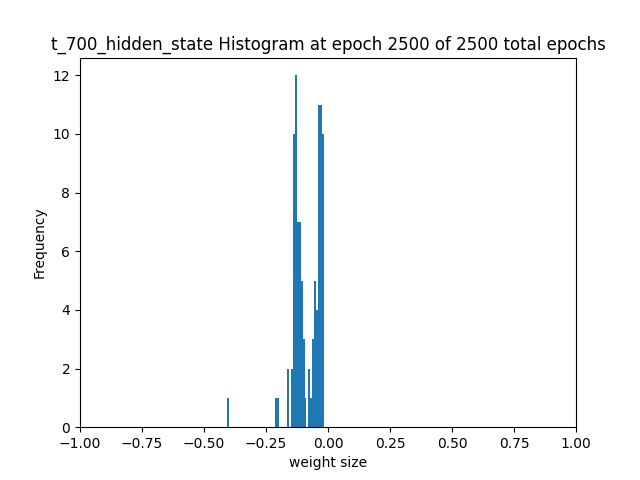 t_700_hidden_state Histogram at epoch 2500 of 2500 total epochs
12
10
8
6
4
2
0
Frequency
−1.00 −0.75 −0.50 −0.25 0.00 0.25 0.50 0.75 1.00
weight size